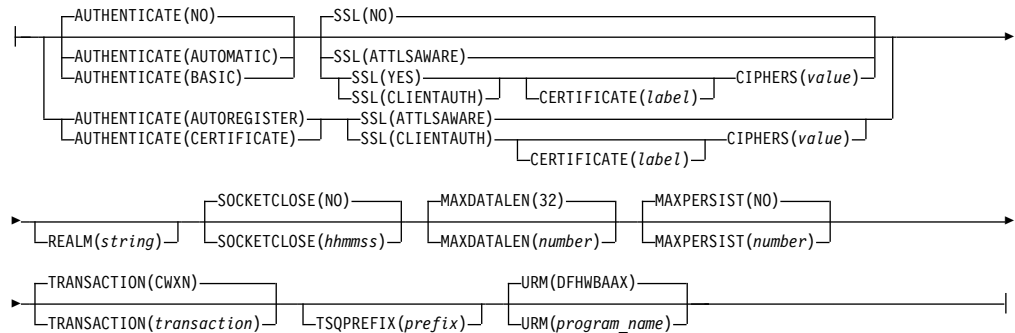 AUTHENTICATE(NO) SSL(NO)
AUTHENTICATE(AUTOMATIC) SSL(ATTLSAWARE)
AUTHENTICATE(BASIC) SSL(YES) CIPHERS(value)
SSL(CLIENTAUTH) CERTIFICATE(label)
AUTHENTICATE(AUTOREGISTER) SSL(ATTLSAWARE)
AUTHENTICATE(CERTIFICATE) SSL(CLIENTAUTH) CIPHERS(value)
CERTIFICATE(label)
SOCKETCLOSE(NO) MAXDATALEN(32) MAXPERSIST(NO)
REALM(string) SOCKETCLOSE(hhmmss) MAXDATALEN(number) MAXPERSIST(number)
TRANSACTION(CWXN) URM(DFHWBAAX)
TRANSACTION(transaction) TSQPREFIX(prefix) URM(program_name)